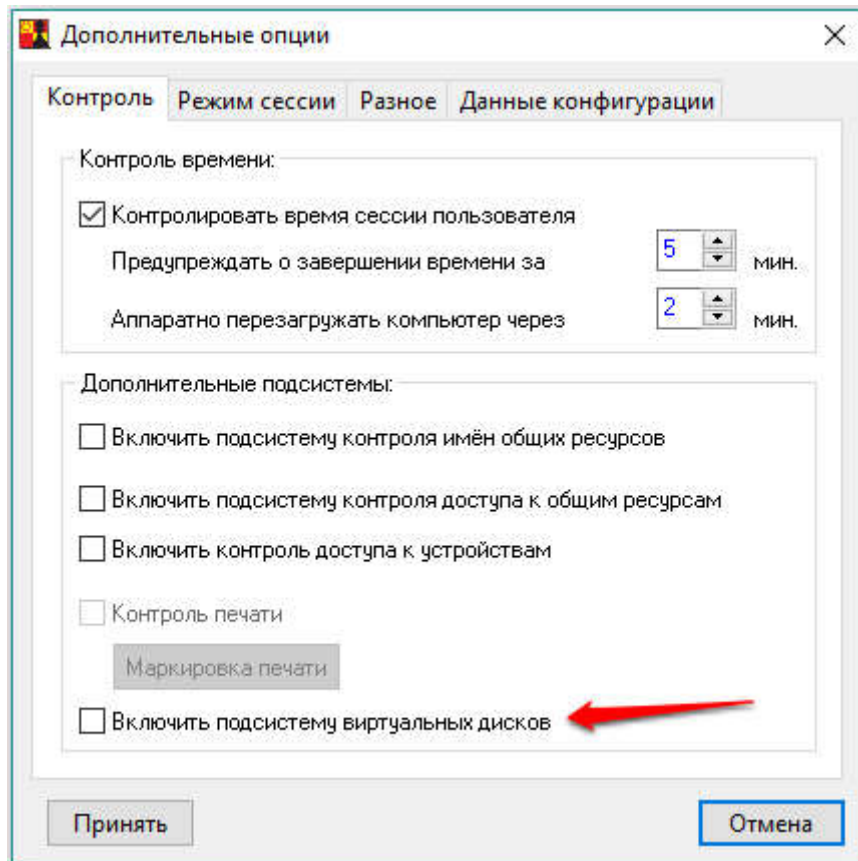 Дополнительные опции
Контроль Режим сессии Разное Данные конфигурации
Контроль времени:
Контролировать время сессии пользователя
Предупреждать о завершении времени за 5 мин.
Аппаратно перезагружать компьютер через 2 мин.
Дополнительные подсистемы:
Включить подсистему контроля имён общих ресурсов
Включить подсистему контроля доступа к общим ресурсам
Включить контроль доступа к устройствам
Контроль печати
Маркировка печати
Включить подсистему виртуальных дисков
Принять Отмена